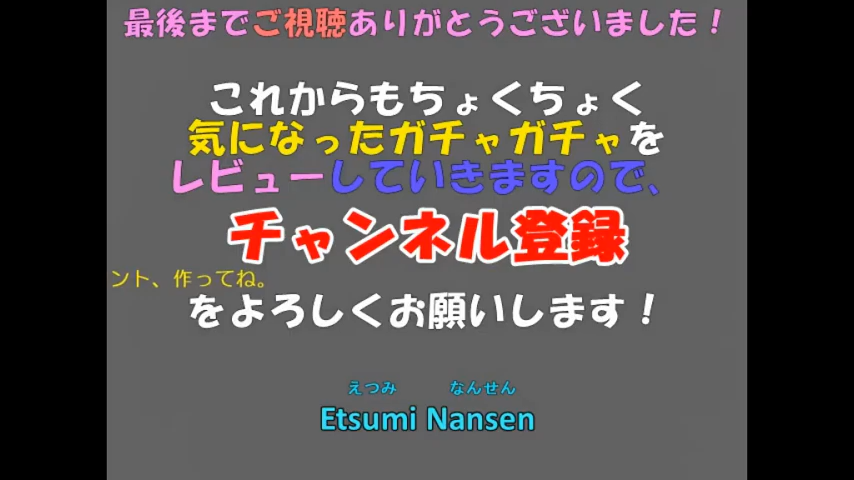 最後までご視聴ありがとうございました！
これからもちょくちょく
気になったガチャガチャを
レビューしていきますので、
チャンネル登録
ント、作ってね。
をよろしくお願いします！
えつみ なんせん
Etsumi Nansen